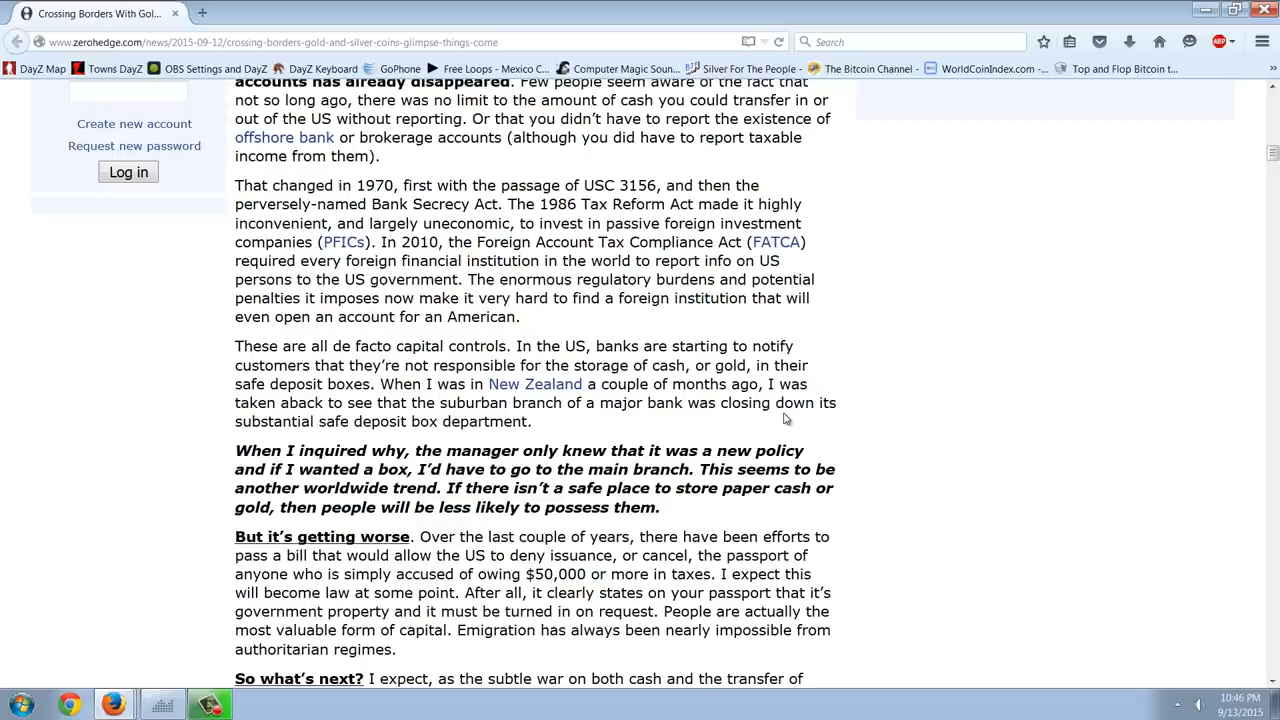 Crossing Borders With Gol...
www.zerohedge.com/news/2015-09-12/crossing-borders-gold-and-silver-coins-glimpse-things-come
Search
ABP
DayZ Map
Towns DayZ
OBS Settings and DayZ
DayZ Keyboard
GoPhone
Free Loops - Mexico C...
Computer Magic Soun...
Silver For The People - ...
The Bitcoin Channel - ...
WorldCoinIndex.com -...
Top and Flop Bitcoin t...
Create new account
Request new password
Log in
accounts has already disappeared. Few people seem aware of the fact that
not so long ago, there was no limit to the amount of cash you could transfer in or
out of the US without reporting. Or that you didn't have to report the existence of
offshore bank or brokerage accounts (although you did have to report taxable
income from them).
That changed in 1970, first with the passage of USC 3156, and then the
perversely-named Bank Secrecy Act. The 1986 Tax Reform Act made it highly
inconvenient, and largely uneconomic, to invest in passive foreign investment
companies (PFICs). In 2010, the Foreign Account Tax Compliance Act (FATCA)
required every foreign financial institution in the world to report info on US
persons to the US government. The enormous regulatory burdens and potential
penalties it imposes now make it very hard to find a foreign institution that will
even open an account for an American.
These are all de facto capital controls. In the US, banks are starting to notify
customers that they're not responsible for the storage of cash, or gold, in their
safe deposit boxes. When I was in New Zealand a couple of months ago, I was
taken aback to see that the suburban branch of a major bank was closing down its
substantial safe deposit box department.
When I inquired why, the manager only knew that it was a new policy
and if I wanted a box, I'd have to go to the main branch. This seems to be
another worldwide trend. If there isn't a safe place to store paper cash or
gold, then people will be less likely to possess them.
But it's getting worse. Over the last couple of years, there have been efforts to
pass a bill that would allow the US to deny issuance, or cancel, the passport of
anyone who is simply accused of owing $50,000 or more in taxes. I expect this
will become law at some point. After all, it clearly states on your passport that it's
government property and it must be turned in on request. People are actually the
most valuable form of capital. Emigration has always been nearly impossible from
authoritarian regimes.
So what's next? I expect, as the subtle war on both cash and the transfer of
10:46 PM
9/13/2015